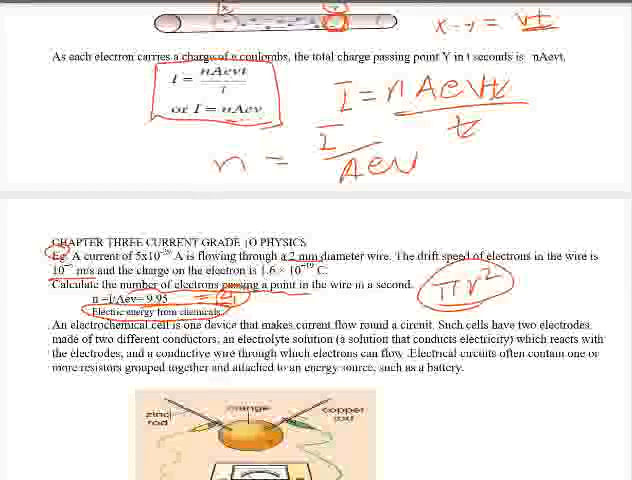 x-y = vt
As each electron carries a charge of e coulombs, the total charge passing point Y in t seconds is nAevt.
I = nAevt
t
or I = nAev
I = nAevt
t
n = I
Aev
CHAPTER THREE CURRENT GRADE 10 PHYSICS
Eg. A current of 5x10 A is flowing through a 2 mm diameter wire. The drift speed of electrons in the wire is
10 m/s and the charge on the electron is 1.6 × 10⁻¹⁹ C.
Calculate the number of electrons passing a point in the wire in a second.
n =I/Aev= 9.95 =
πr²
Electric energy from chemicals
An electrochemical cell is one device that makes current flow round a circuit. Such cells have two electrodes
made of two different conductors, an electrolyte solution (a solution that conducts electricity) which reacts with
the electrodes, and a conductive wire through which electrons can flow .Electrical circuits often contain one or
more resistors grouped together and attached to an energy source, such as a battery.
zinc rod
orange
copper rod